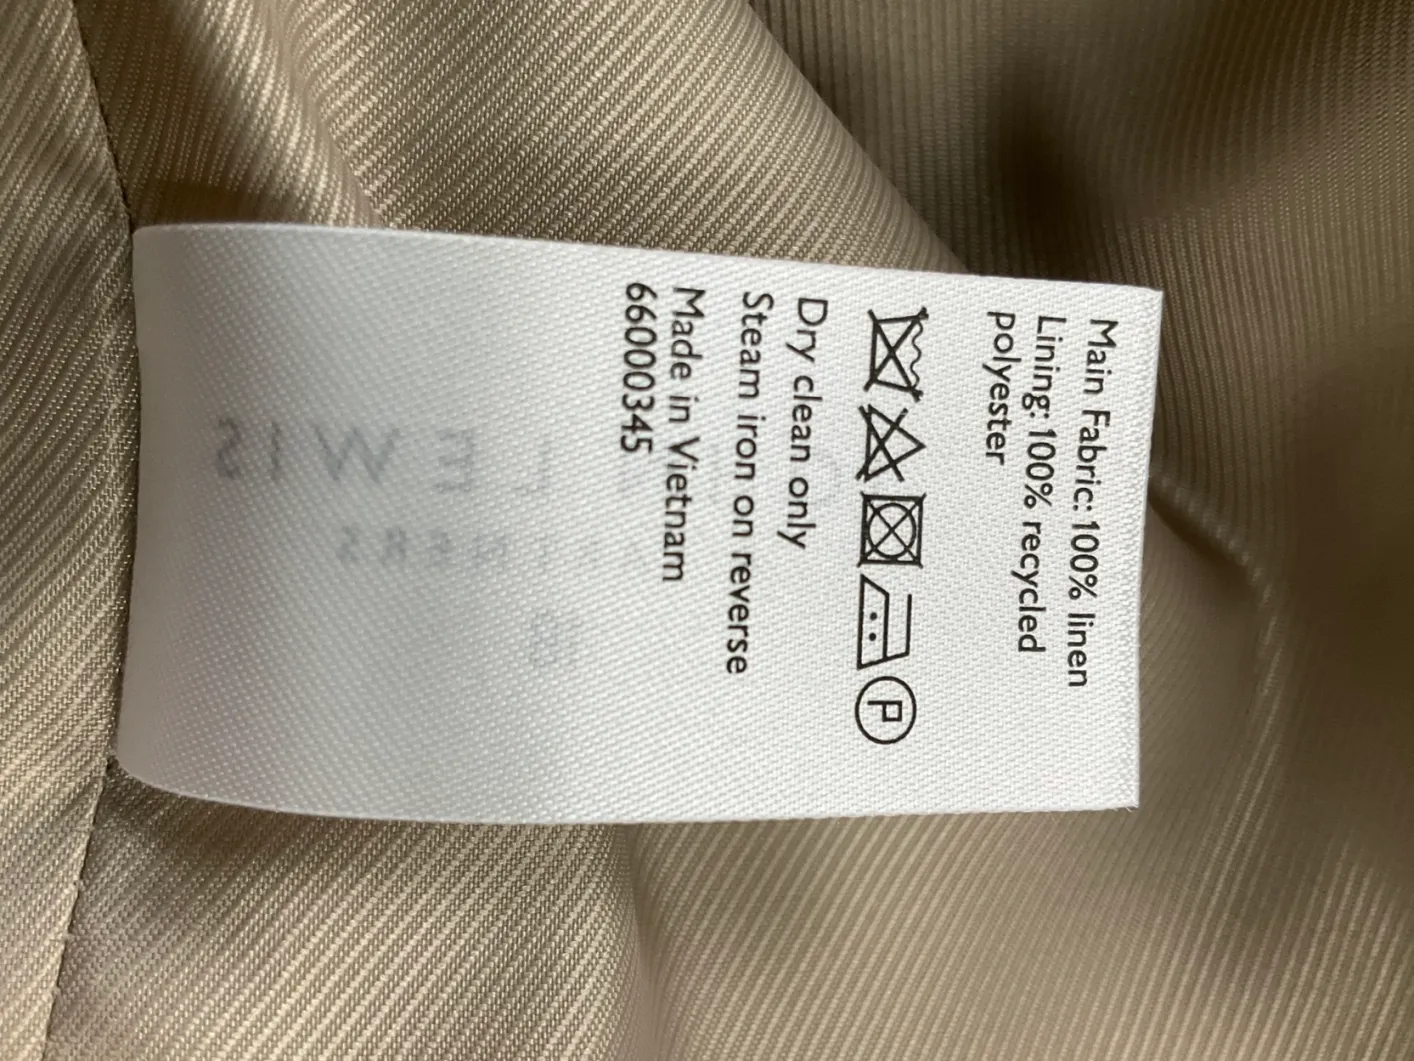 Main Fabric: 100% linen
Lining: 100% recycled
polyester
P
Dry clean only
Steam iron on reverse
Made in Vietnam
66000345